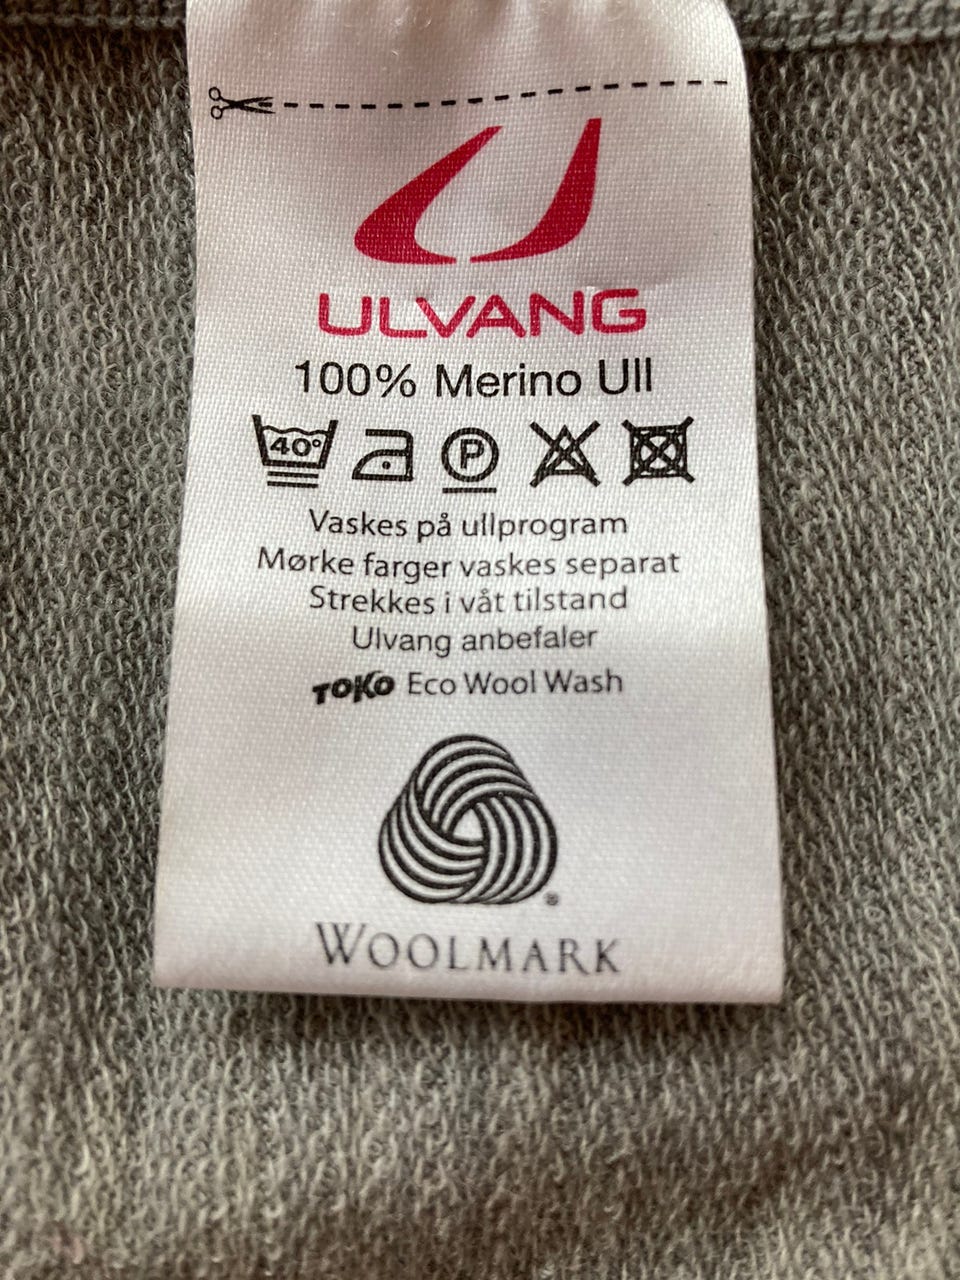 ULVANG
100% Merino Ull
40° P
Vaskes på ullprogram
Mørke farger vaskes separat
Strekkes i våt tilstand
Ulvang anbefaler
TOKO Eco Wool Wash
®
WOOLMARK